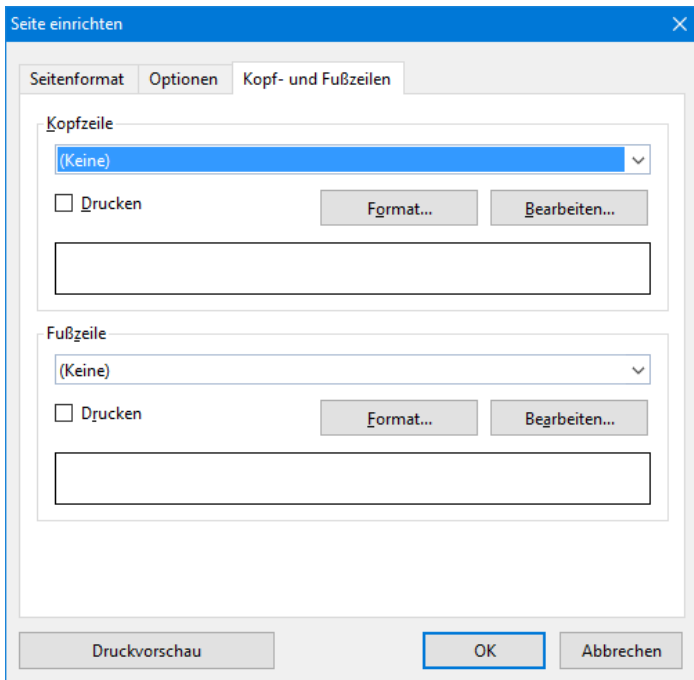 Seite einrichten
Seitenformat Optionen Kopf- und Fußzeilen
Kopfzeile
(Keine)
Drucken Format... Bearbeiten...
Fußzeile
(Keine)
Drucken Format... Bearbeiten...
Druckvorschau OK Abbrechen